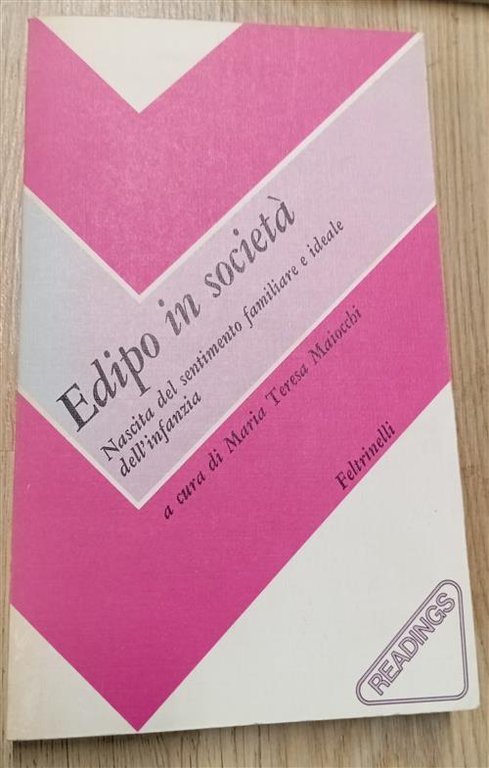 Edipo in società
Nascita del sentimento familiare e ideale
dell'infanzia
a cura di Maria Teresa Maiocchi
Feltrinelli
READINGS